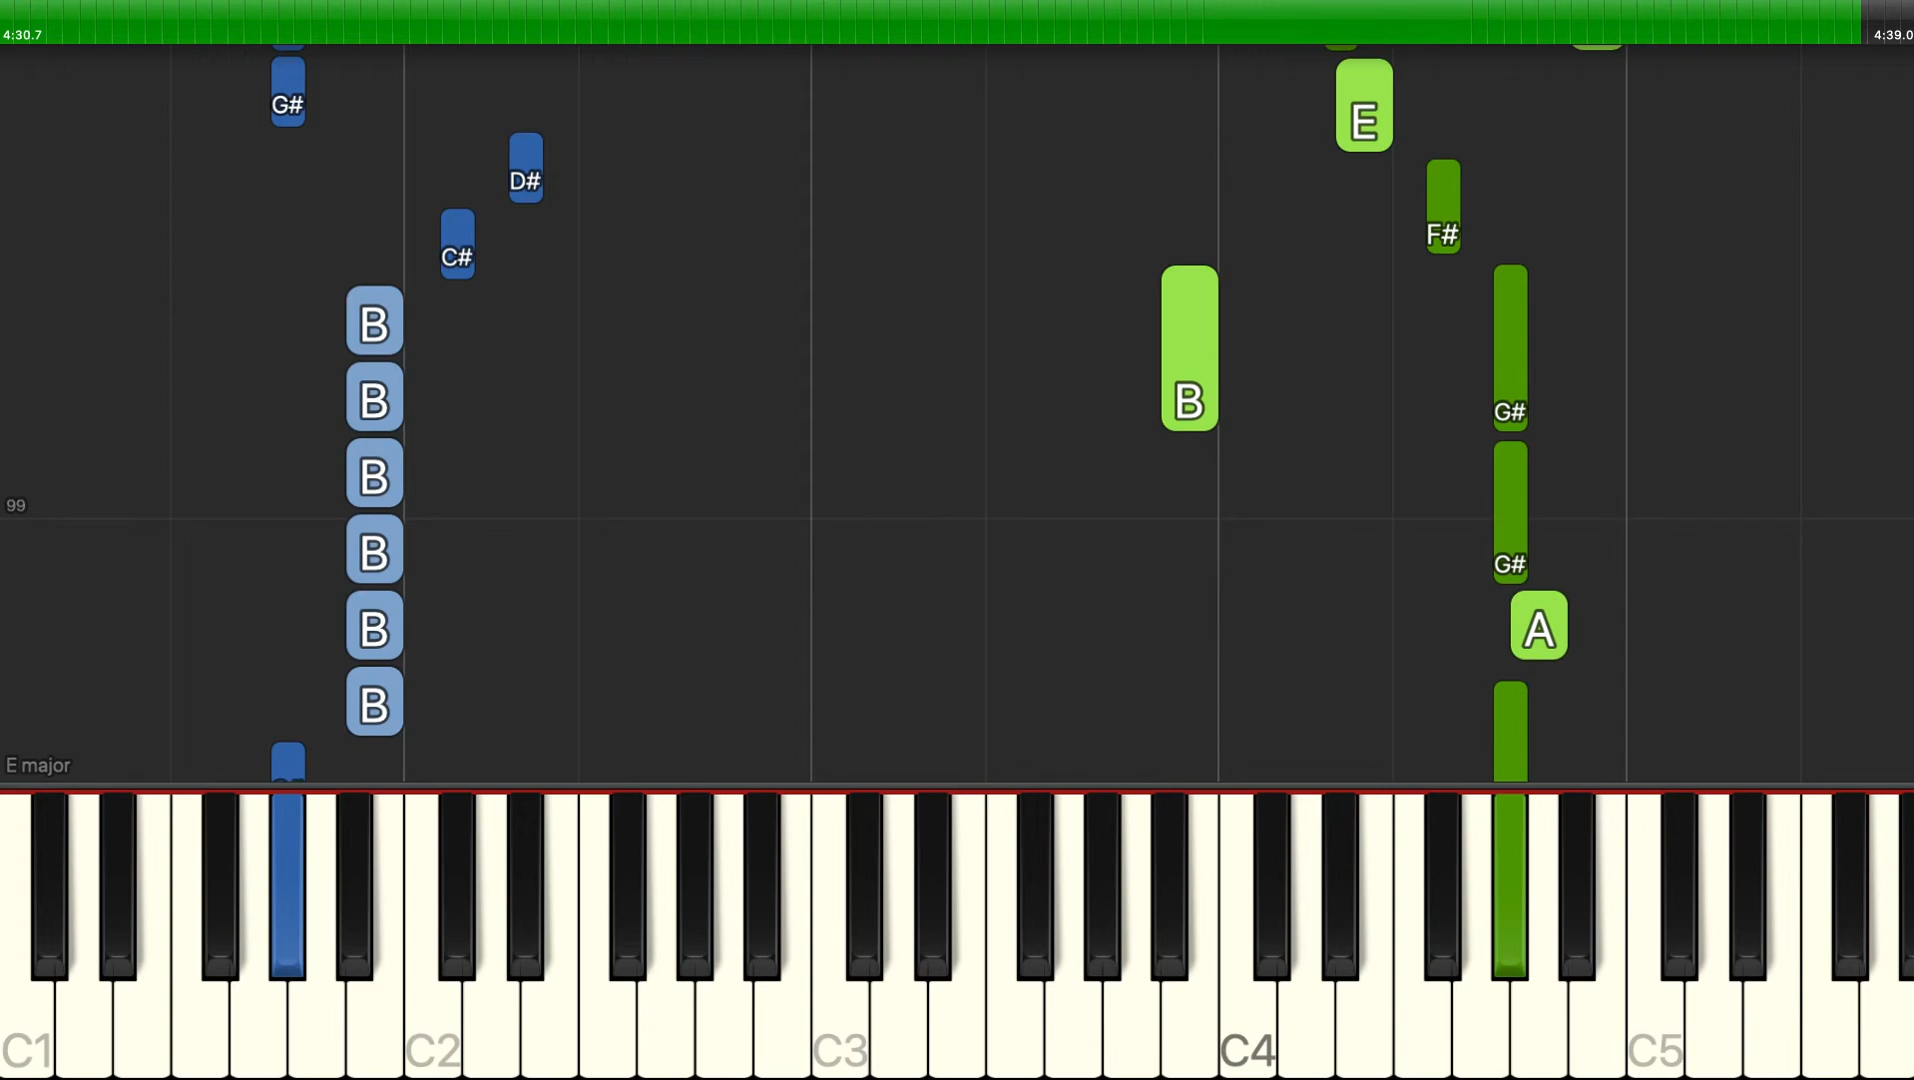 4:30.7 4:39.0
G#
E
D#
F#
C#
B
B B G#
B
99
B G#
B A
B
E major
C1 C2 C3 C4 C5